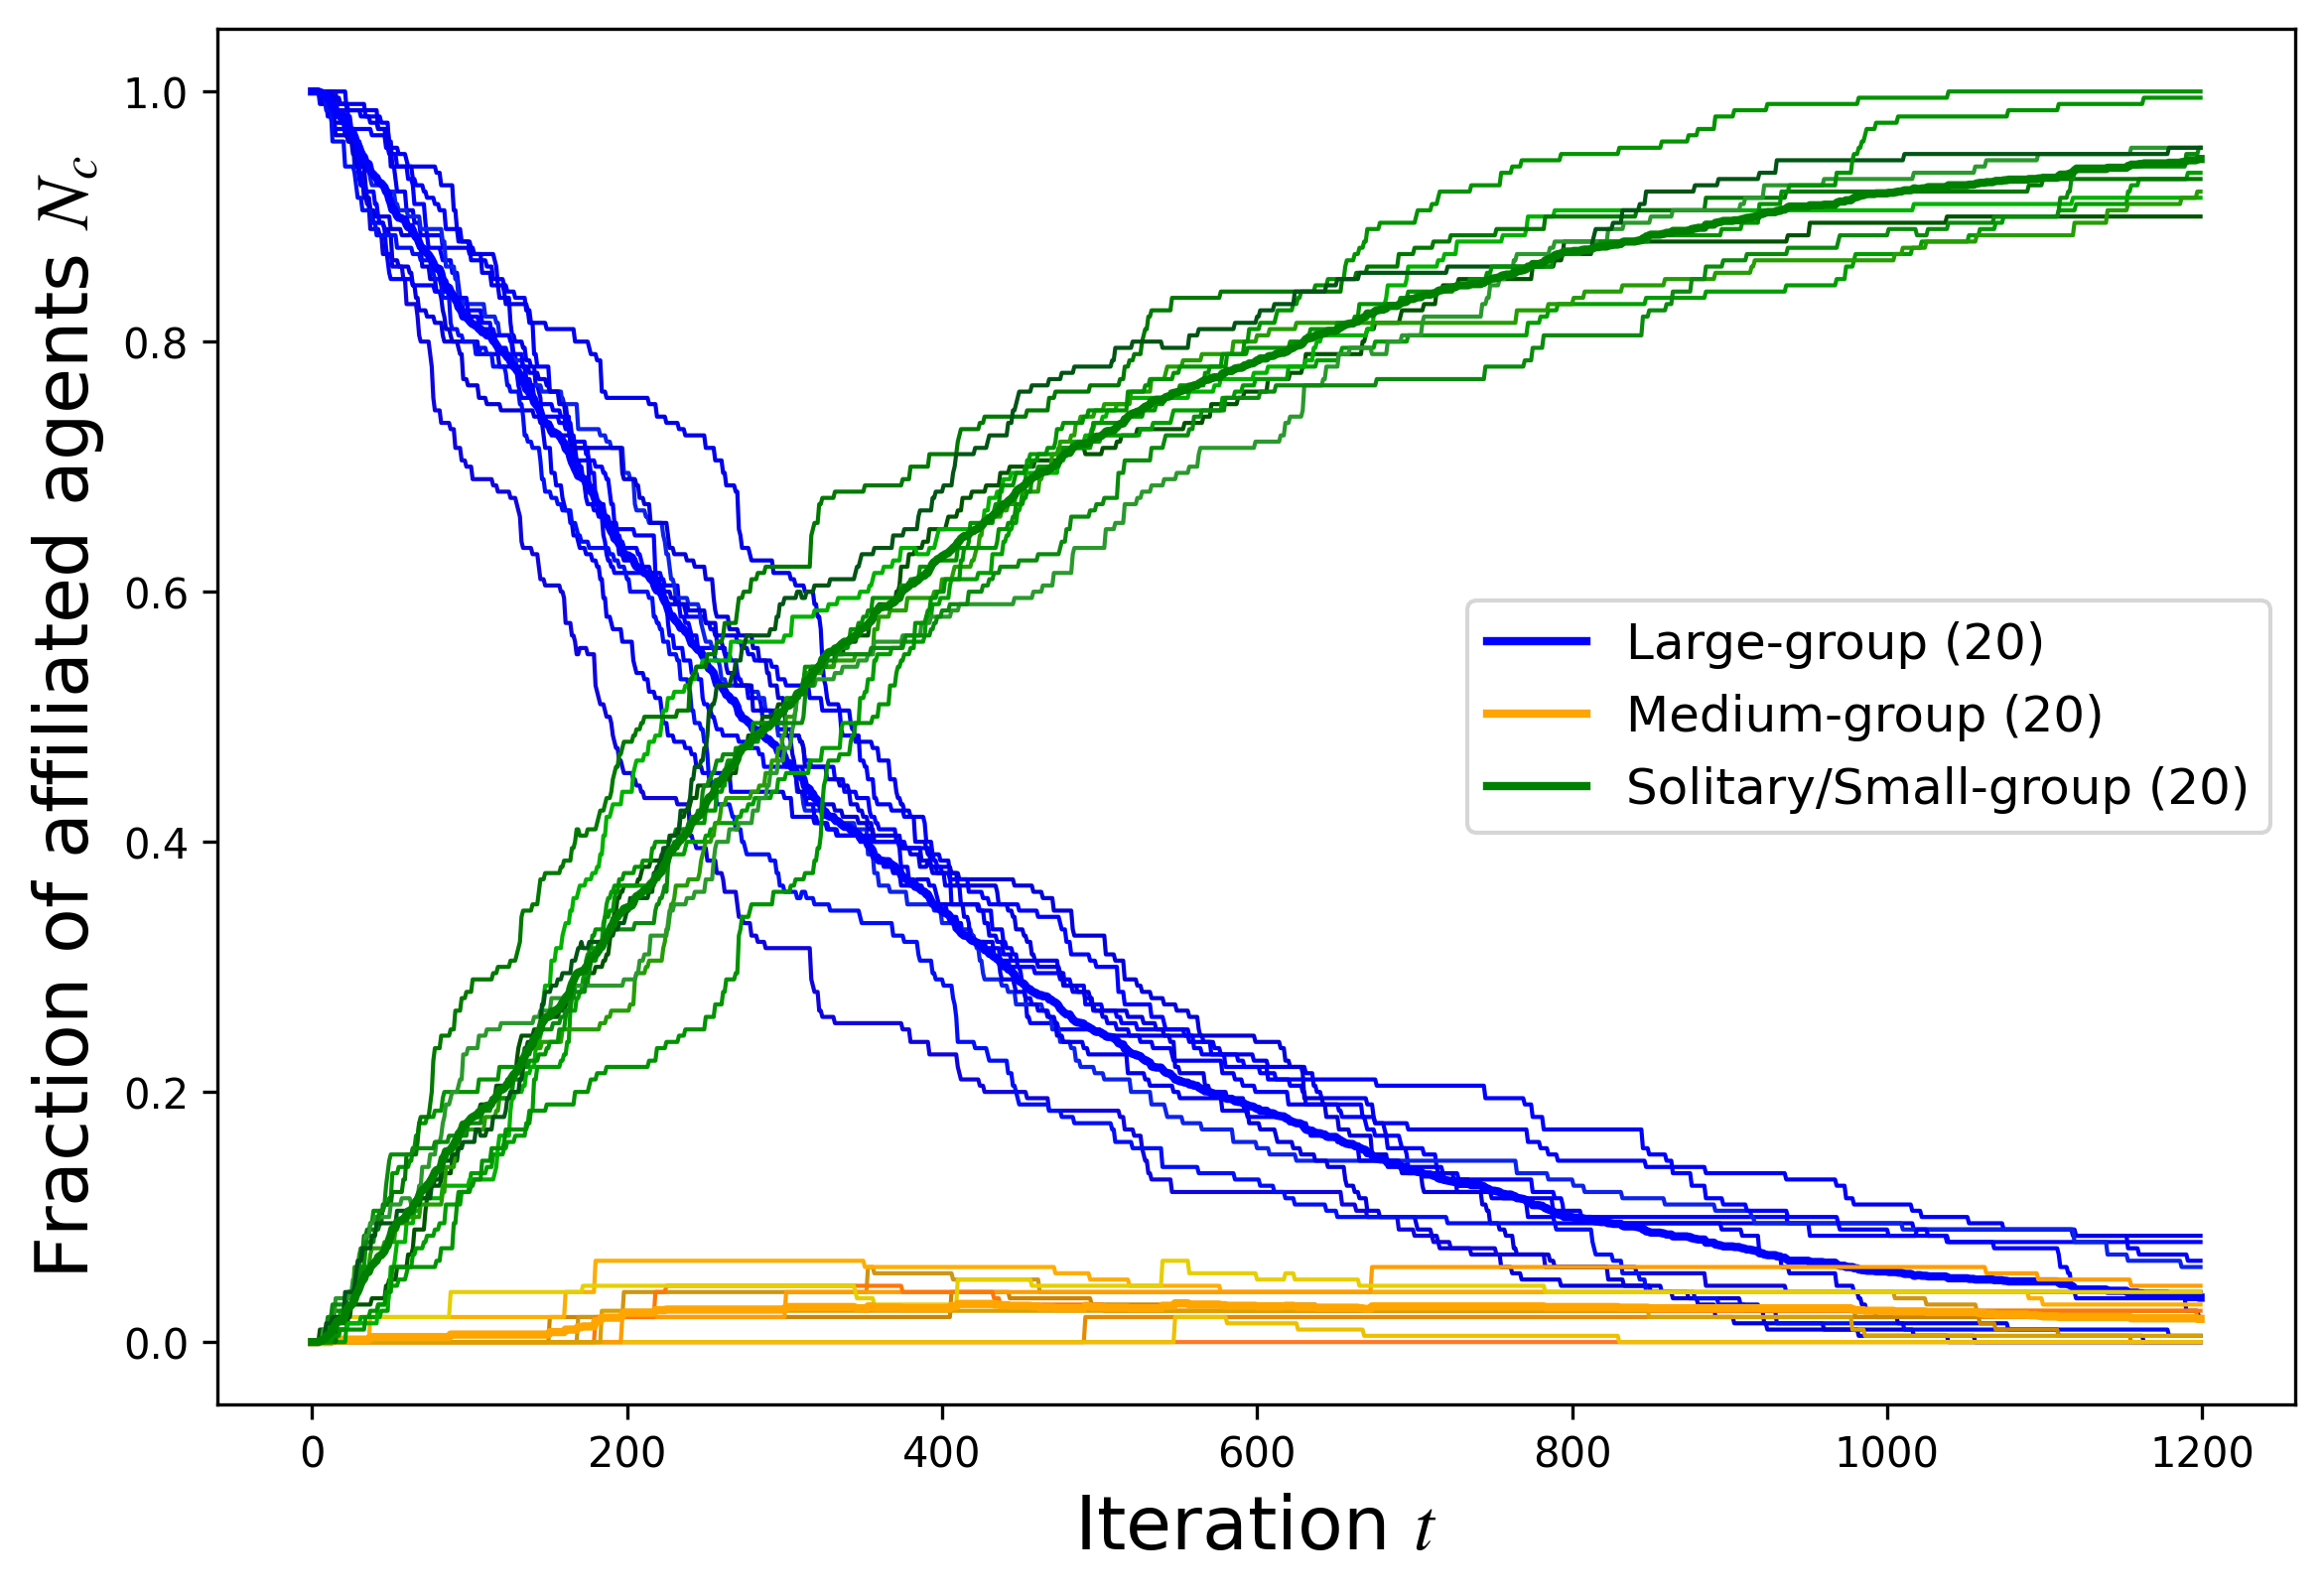 Fraction of affiliated agents N_c
1.0
0.8
0.6
0.4
0.2
0.0
Large-group (20)
Medium-group (20)
Solitary/Small-group (20)
0 200 400 600 800 1000 1200
Iteration t